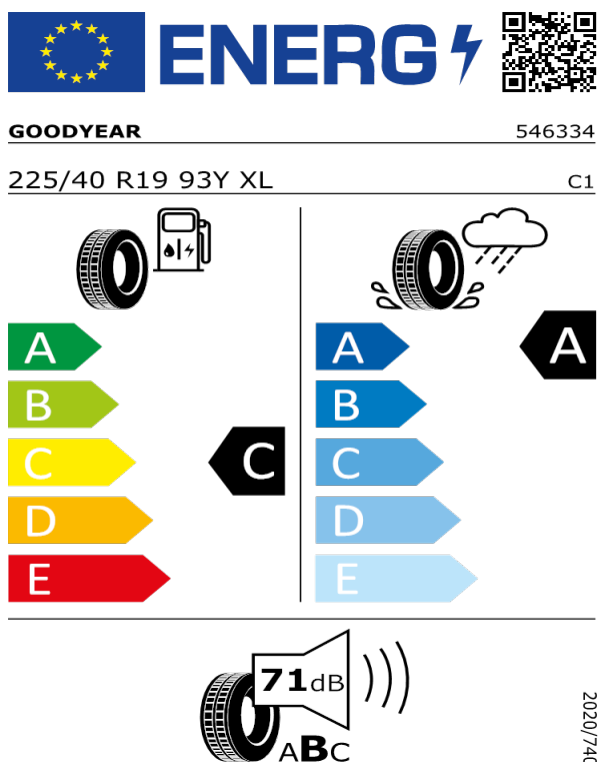 ENERG
GOODYEAR 546334
225/40 R19 93Y XL C1
A A A
B B
C C C
D D
E E
71dB
ABC
2020/740